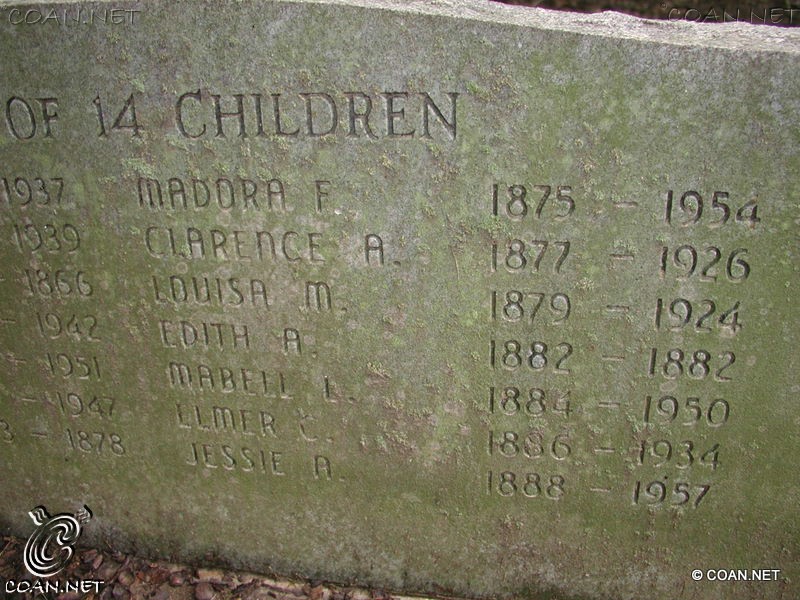 COAN.NET COAN.NET
OF 14 CHILDREN
1937 MADORA F. 1875 - 1954
1939 CLARENCE A. 1877 - 1926
- 1866 LOUISA M. 1879 - 1924
- 1942 EDITH A. 1882 - 1882
- 1951 MABELL L. 1884 - 1950
- 1947 ELMER C. 1886 - 1934
3 - 1878 JESSIE A. 1888 - 1957
COAN.NET
© COAN.NET